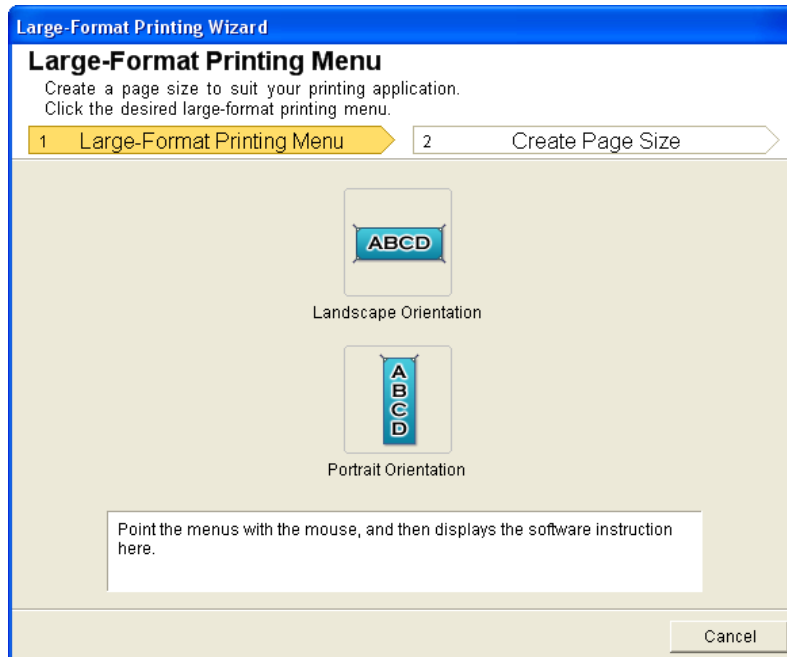 Large-Format Printing Wizard
Large-Format Printing Menu
Create a page size to suit your printing application.
Click the desired large-format printing menu.
1 Large-Format Printing Menu
2 Create Page Size
ABCD
Landscape Orientation
A
B
C
D
Portrait Orientation
Point the menus with the mouse, and then displays the software instruction
here.
Cancel